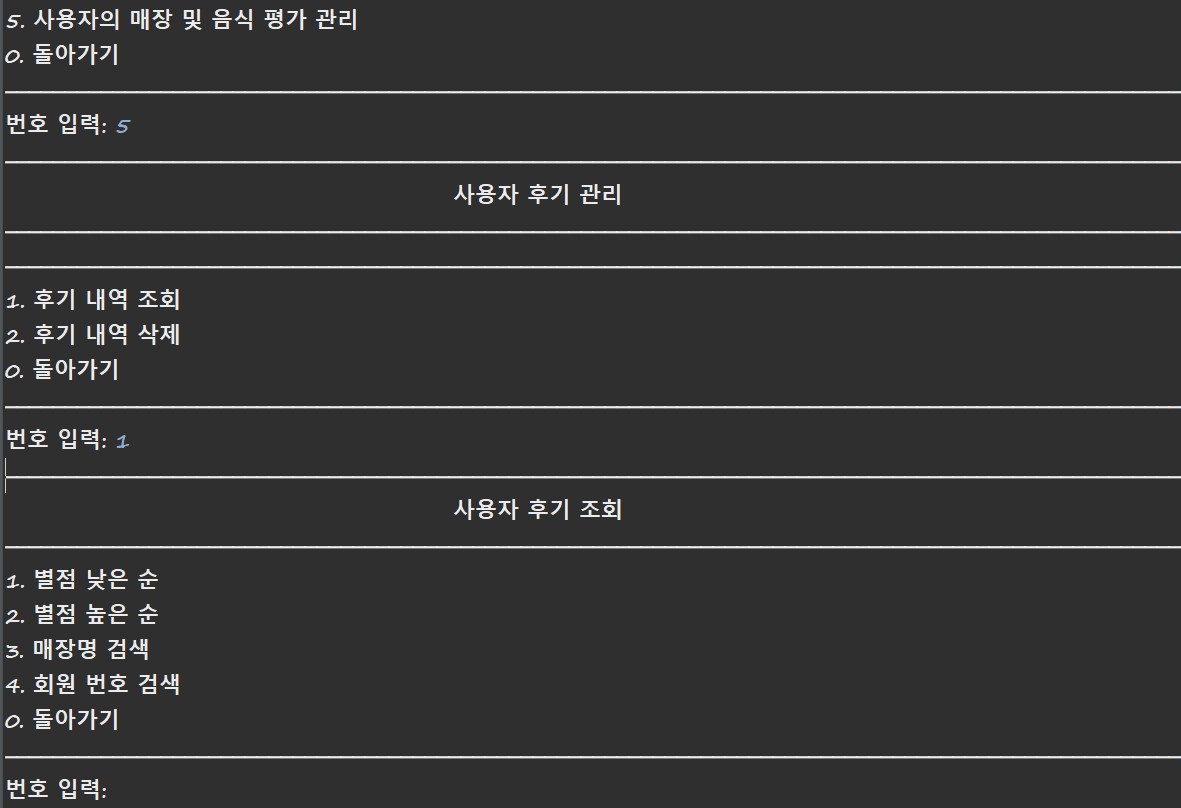 5. 사용자의 매장 및 음식 평가 관리
0. 돌아가기
번호 입력: 5
사용자 후기 관리
1. 후기 내역 조회
2. 후기 내역 삭제
0. 돌아가기
번호 입력: 1
사용자 후기 조회
1. 별점 낮은 순
2. 별점 높은 순
3. 매장명 검색
4. 회원 번호 검색
0. 돌아가기
번호 입력: